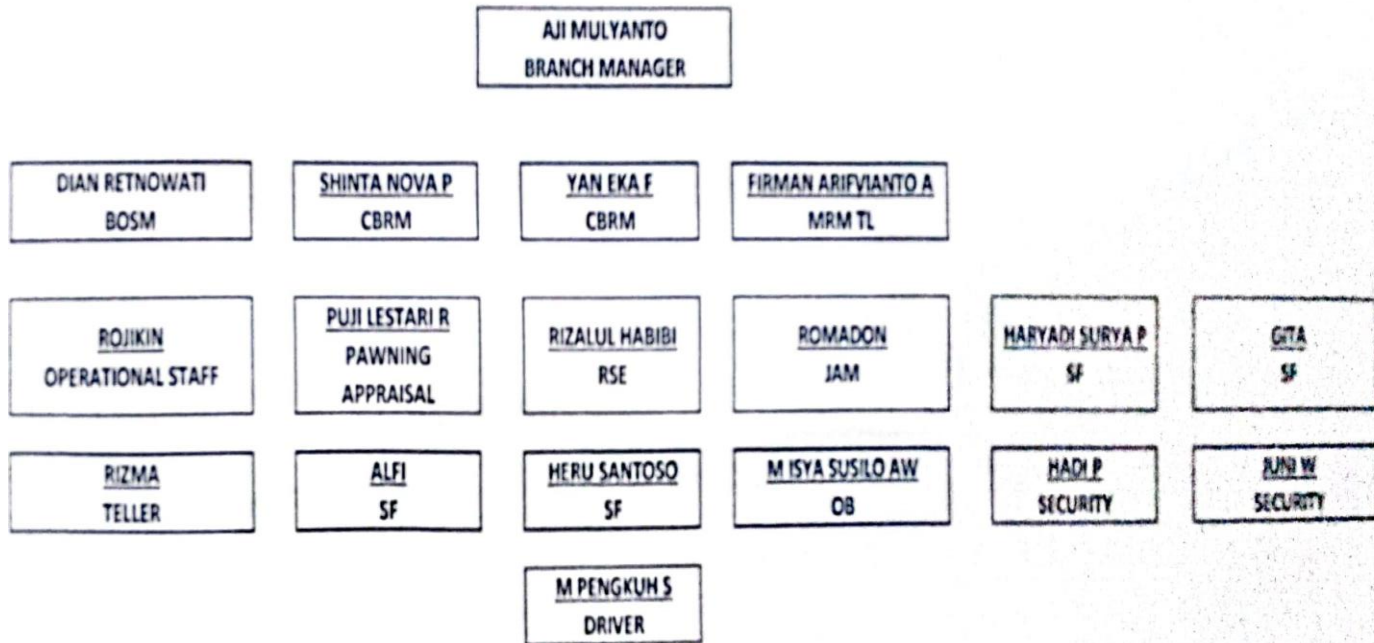 AJI MULYANTO
BRANCH MANAGER
DIAN RETNOWATI
BOSM
SHINTA NOVA P
CBRM
YAN EKA F
CBRM
FIRMAN ARIFVIANTO A
MRM TL
ROJIKIN
OPERATIONAL STAFF
PUJI LESTARI R
PAWNING
APPRAISAL
RIZALUL HABIBI
RSE
ROMADON
JAM
HARYADI SURYA P
SF
GITA
SF
RIZMA
TELLER
ALFI
SF
HERU SANTOSO
SF
M ISYA SUSILO AW
OB
HADI P
SECURITY
JUNI W
SECURITY
M PENGKUH S
DRIVER